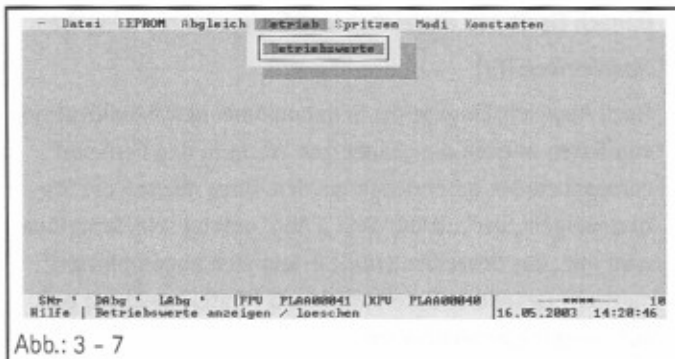 - Datei EEPROM Abgleich Betrieb Spritzen Modi Konstanten
Betriebswerte
SNr * DAbg * LAbg * |FPU PLAA00041 |XPU PLAA00040 | ---****--- 10
Hilfe | Betriebswerte anzeigen / loeschen |16.05.2003 14:20:46
Abb.: 3 - 7